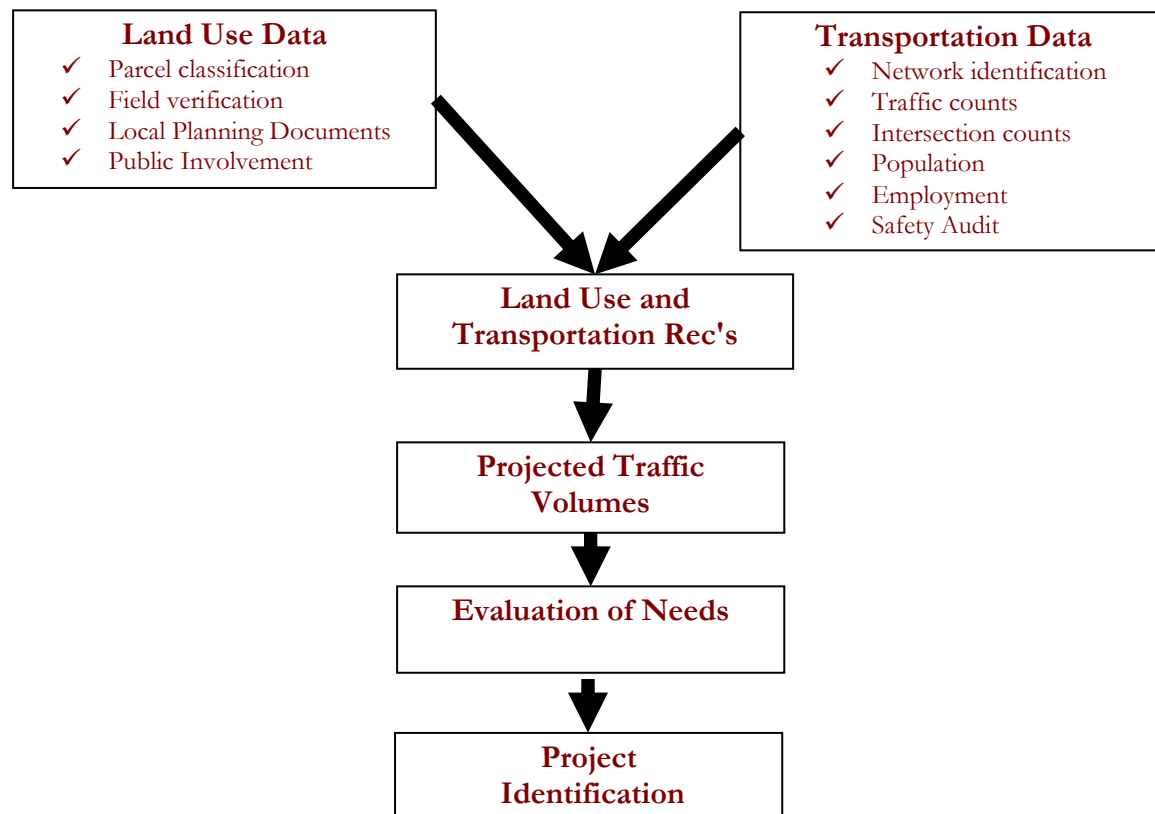 Land Use Data
✓ Parcel classification
✓ Field verification
✓ Local Planning Documents
✓ Public Involvement
Transportation Data
✓ Network identification
✓ Traffic counts
✓ Intersection counts
✓ Population
✓ Employment
✓ Safety Audit
Land Use and
Transportation Rec's
Projected Traffic
Volumes
Evaluation of Needs
Project
Identification